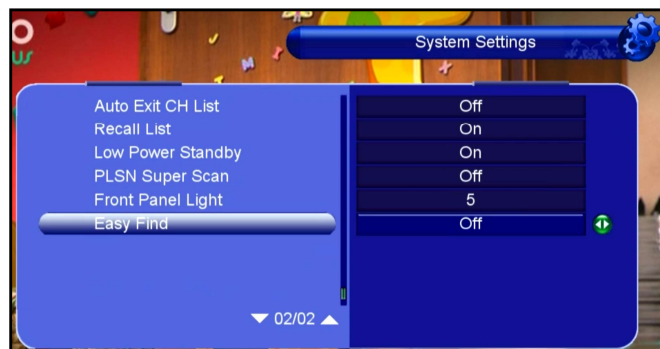 System Settings
Auto Exit CH List Off
Recall List On
Low Power Standby On
PLSN Super Scan Off
Front Panel Light 5
Easy Find Off
02/02